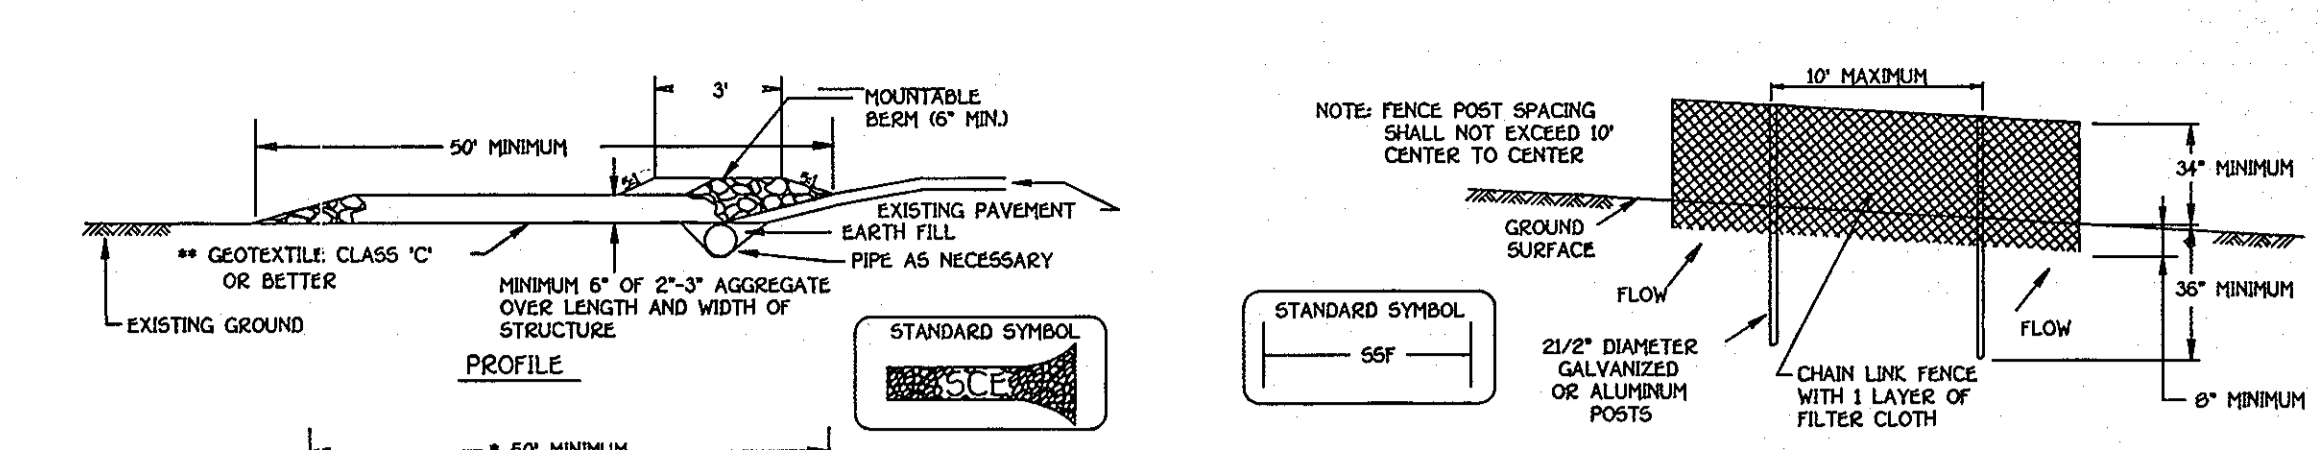 3'
MOUNTABLE
BERM (6" MIN.)
50' MINIMUM
5:1
5:1
EXISTING PAVEMENT
EARTH FILL
PIPE AS NECESSARY
** GEOTEXTILE CLASS 'C'
OR BETTER
MINIMUM 6" OF 2"-3" AGGREGATE
OVER LENGTH AND WIDTH OF
STRUCTURE
EXISTING GROUND
PROFILE
STANDARD SYMBOL
SCE
* 50' MINIMUM
10' MAXIMUM
NOTE: FENCE POST SPACING
SHALL NOT EXCEED 10'
CENTER TO CENTER
34" MINIMUM
GROUND
SURFACE
FLOW
36" MINIMUM
FLOW
STANDARD SYMBOL
SSF
21/2" DIAMETER
GALVANIZED
OR ALUMINUM
POSTS
CHAIN LINK FENCE
WITH 1 LAYER OF
FILTER CLOTH
8" MINIMUM